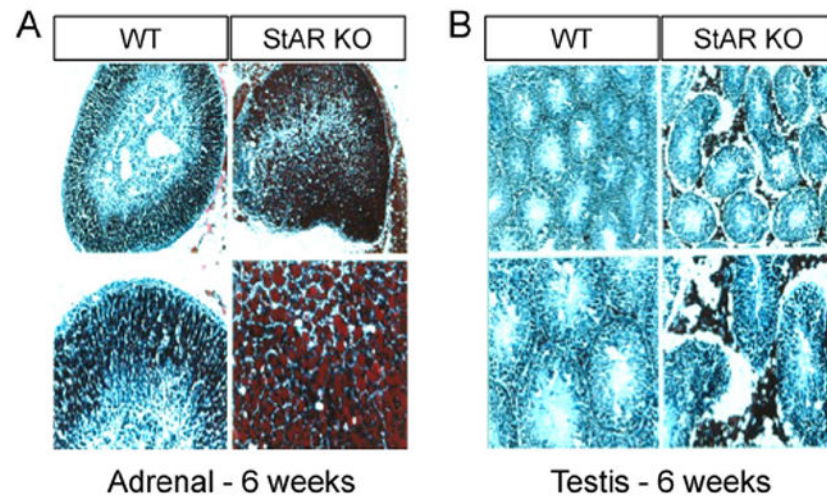 A
WT
StAR KO
B
WT
StAR KO
Adrenal - 6 weeks
Testis - 6 weeks